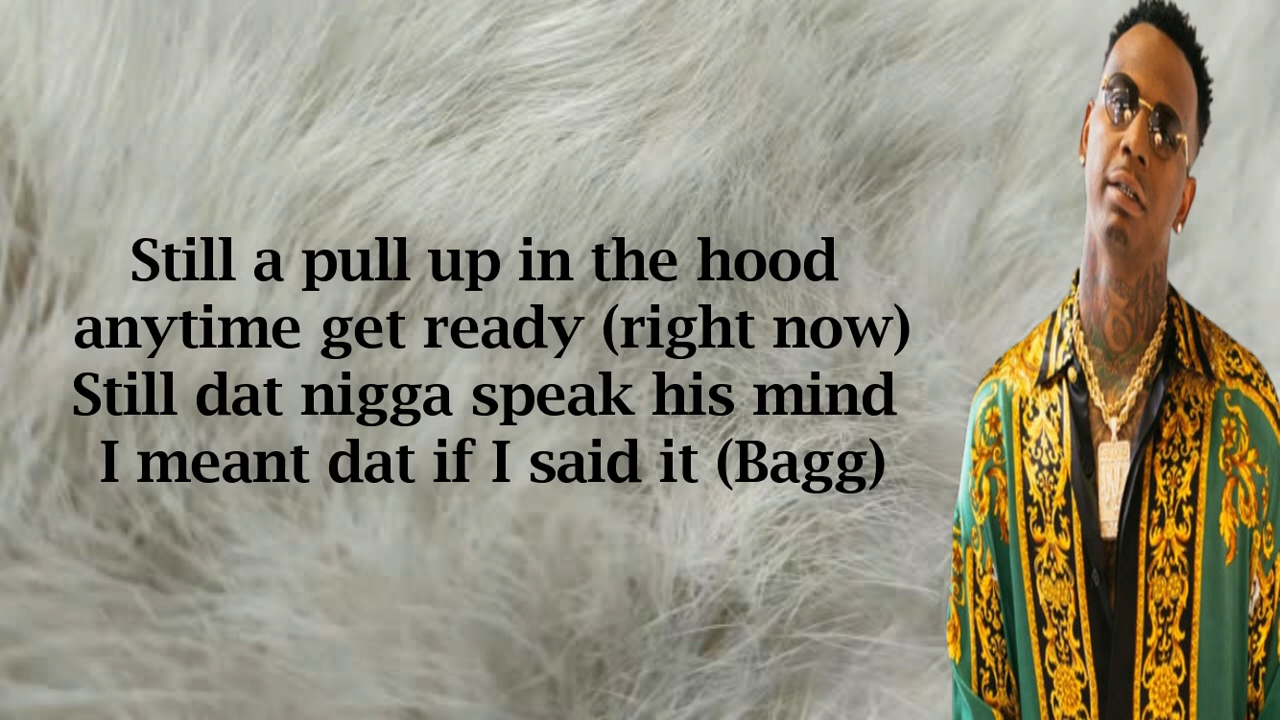 Still a pull up in the hood
anytime get ready (right now)
Still dat nigga speak his mind
I meant dat if I said it (Bagg)